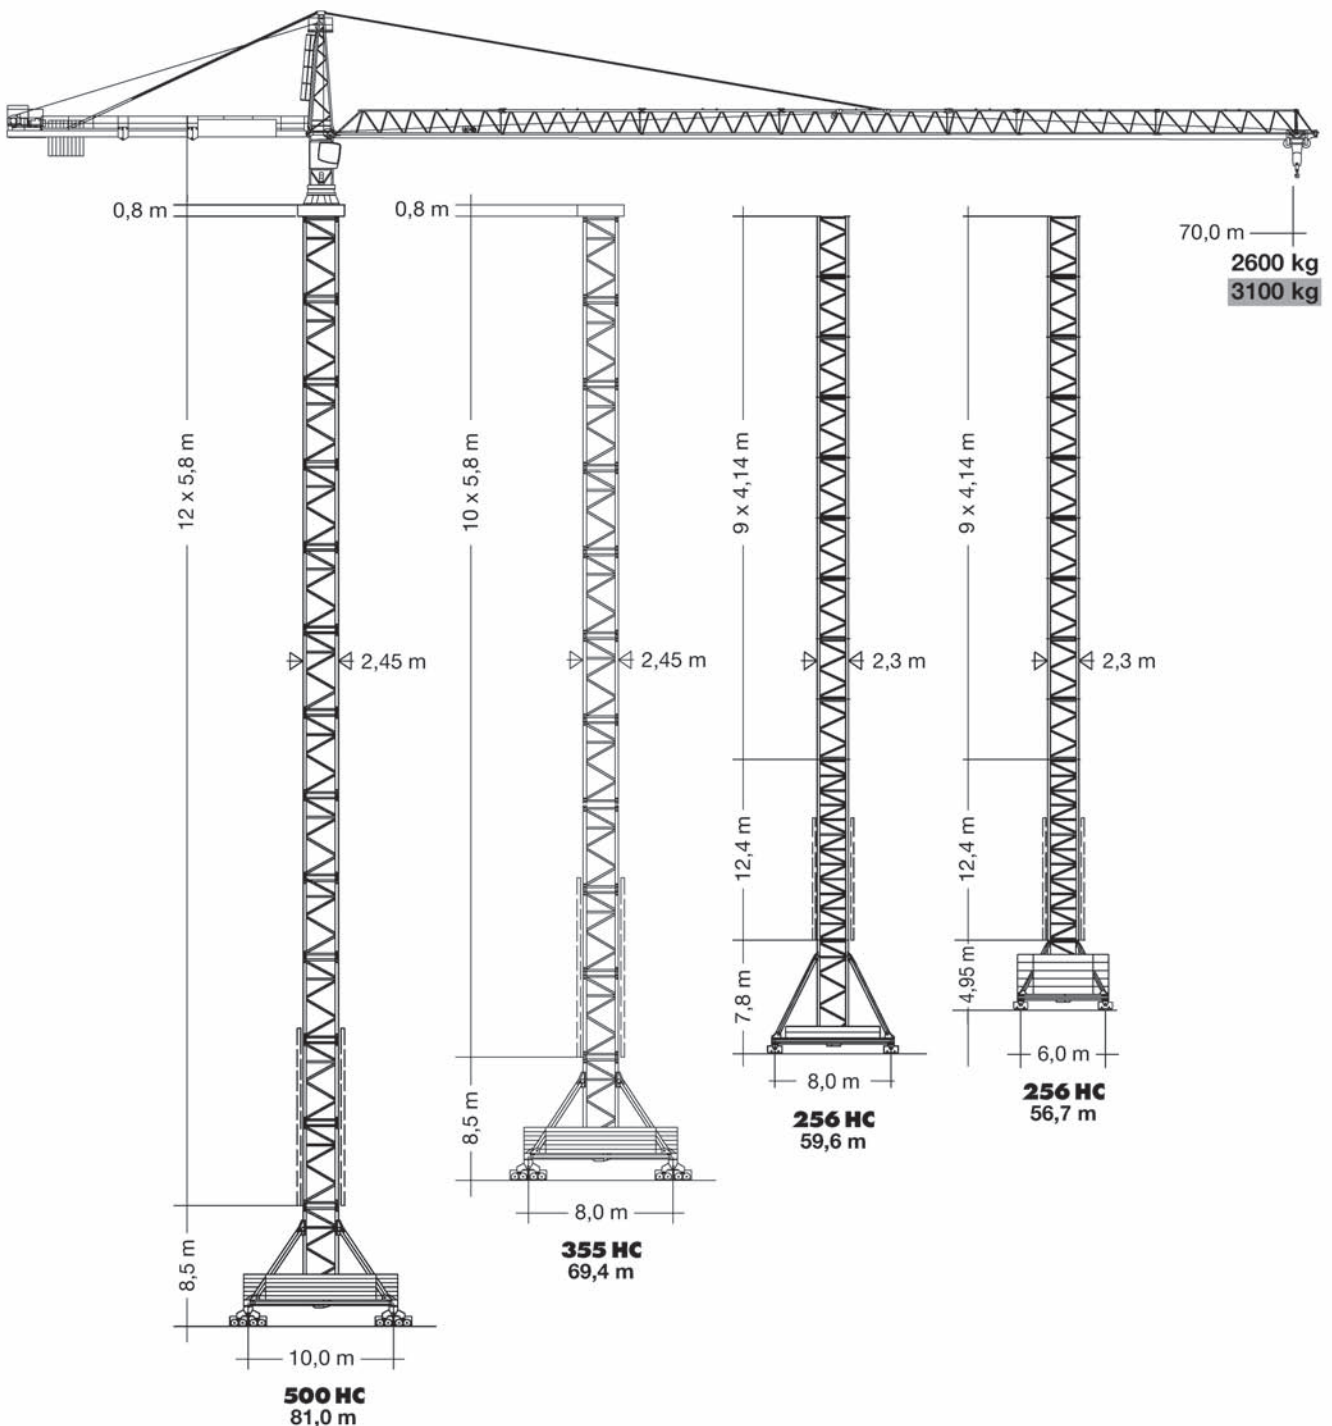 0,8 m
0,8 m
70,0 m
2600 kg
3100 kg
12 x 5,8 m
10 x 5,8 m
9 x 4,14 m
9 x 4,14 m
2,45 m
2,45 m
2,3 m
2,3 m
12,4 m
12,4 m
4,95 m
7,8 m
8,5 m
8,5 m
6,0 m
256 HC
56,7 m
8,0 m
256 HC
59,6 m
8,0 m
355 HC
69,4 m
10,0 m
500 HC
81,0 m